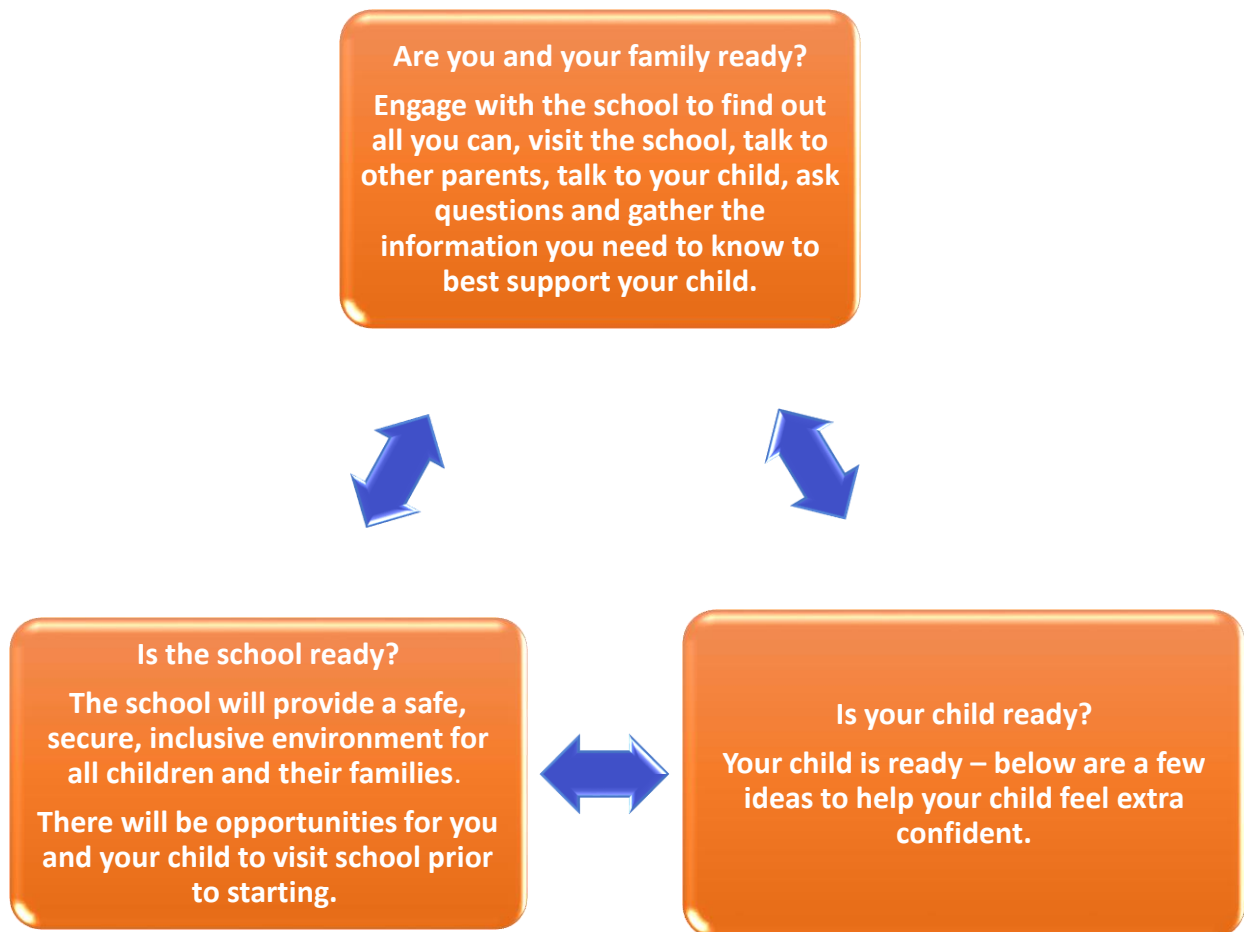 Are you and your family ready?
Engage with the school to find out
all you can, visit the school, talk to
other parents, talk to your child, ask
questions and gather the
information you need to know to
best support your child.
Is the school ready?
The school will provide a safe,
secure, inclusive environment for
all children and their families.
There will be opportunities for you
and your child to visit school prior
to starting.
Is your child ready?
Your child is ready – below are a few
ideas to help your child feel extra
confident.